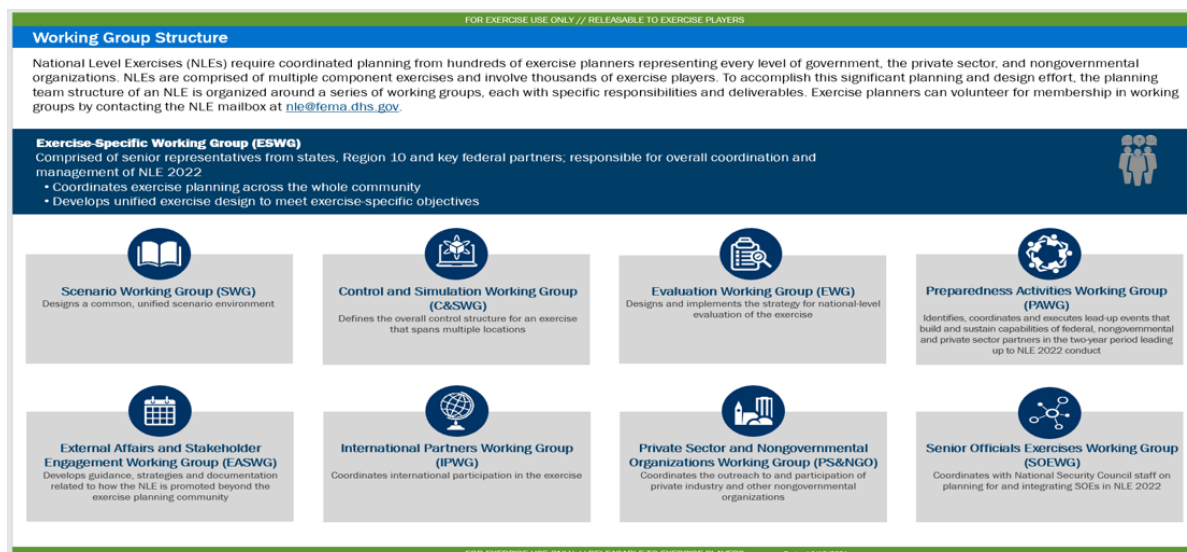 FOR EXERCISE USE ONLY // RELEASABLE TO EXERCISE PLAYERS
Working Group Structure
National Level Exercises (NLEs) require coordinated planning from hundreds of exercise planners representing every level of government, the private sector, and nongovernmental
organizations. NLEs are comprised of multiple component exercises and involve thousands of exercise players. To accomplish this significant planning and design effort, the planning
team structure of an NLE is organized around a series of working groups, each with specific responsibilities and deliverables. Exercise planners can volunteer for membership in working
groups by contacting the NLE mailbox at nle@fema.dhs.gov.
Exercise-Specific Working Group (ESWG)
Comprised of senior representatives from states, Region 10 and key federal partners; responsible for overall coordination and
management of NLE 2022
• Coordinates exercise planning across the whole community
• Develops unified exercise design to meet exercise-specific objectives
Scenario Working Group (SWG)
Designs a common, unified scenario environment
Control and Simulation Working Group
(C&SWG)
Defines the overall control structure for an exercise
that spans multiple locations
Evaluation Working Group (EWG)
Designs and implements the strategy for national-level
evaluation of the exercise
Preparedness Activities Working Group
(PAWG)
Identifies, coordinates and executes lead-up events that
build and sustain capabilities of federal, nongovernmental
and private sector partners in the two-year period leading
up to NLE 2022 conduct
External Affairs and Stakeholder
Engagement Working Group (EASWG)
Develops guidance, strategies and documentation
related to how the NLE is promoted beyond the
exercise planning community
International Partners Working Group
(IPWG)
Coordinates international participation in the exercise
Private Sector and Nongovernmental
Organizations Working Group (PS&NGO)
Coordinates the outreach to and participation of
private industry and other nongovernmental
organizations
Senior Officials Exercises Working Group
(SOEWG)
Coordinates with National Security Council staff on
planning for and integrating SOEs in NLE 2022
FOR EXERCISE USE ONLY // RELEASABLE TO EXERCISE PLAYERS